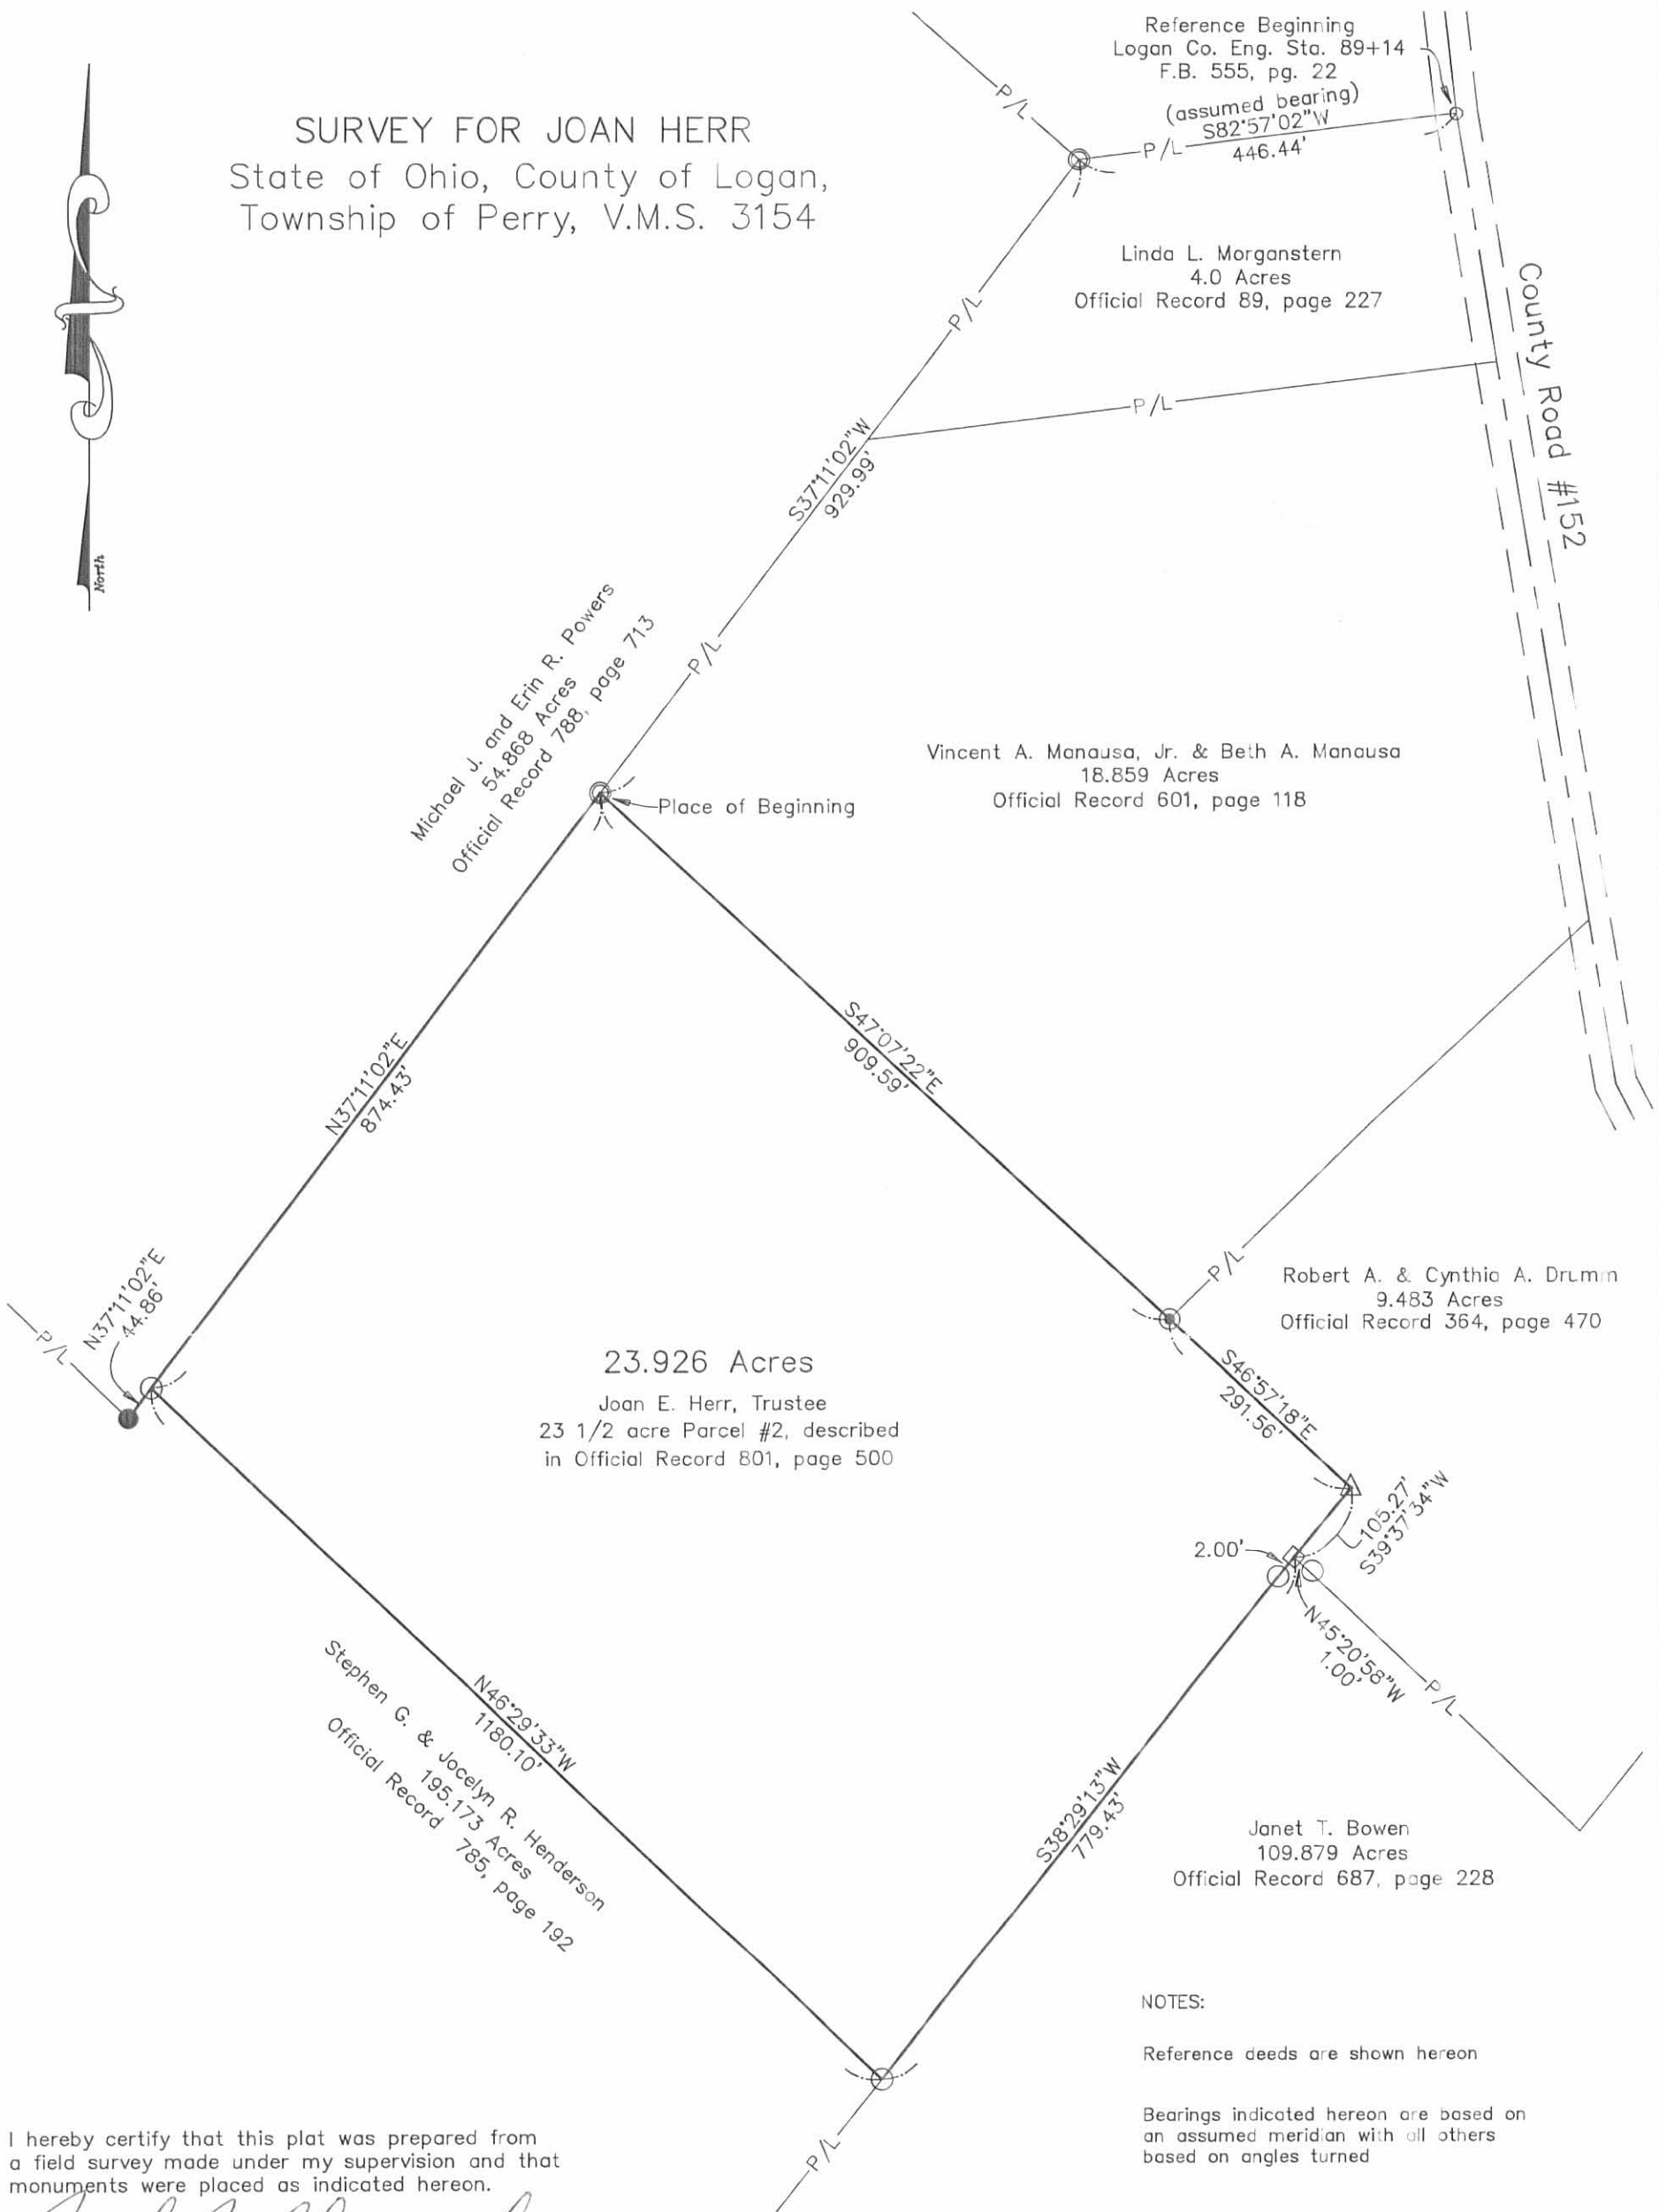 SURVEY FOR JOAN HERR
State of Ohio, County of Logan,
Township of Perry, V.M.S. 3154
North
Reference Beginning
Logan Co. Eng. Sta. 89+14
F.B. 555, pg. 22
(assumed bearing)
S82°57'02"W
446.44'
P/L
P/L
Linda L. Morganstern
4.0 Acres
Official Record 89, page 227
P/L
County Road #152
P/L
S37°11'02"W
929.99'
P/L
Michael J. and Erin R. Powers
54.868 Acres
Official Record 788, page 713
Place of Beginning
Vincent A. Manausa, Jr. & Beth A. Manausa
18.859 Acres
Official Record 601, page 118
S47°07'22"E
909.59'
N37°11'02"E
874.43'
N37°11'02"E
44.86'
P/L
P/L
Robert A. & Cynthia A. Drumm
9.483 Acres
Official Record 364, page 470
23.926 Acres
Joan E. Herr, Trustee
23 1/2 acre Parcel #2, described
in Official Record 801, page 500
S46°57'18"E
291.56'
105.27'
S39°37'34"W
2.00'
N45°20'58"W
1.00'
P/L
Stephen G. & Jocelyn R. Henderson
195.173 Acres
Official Record 785, page 192
N46°29'33"W
1180.10'
S38°29'13"W
779.43'
Janet T. Bowen
109.879 Acres
Official Record 687, page 228
NOTES:
Reference deeds are shown hereon
Bearings indicated hereon are based on
an assumed meridian with all others
based on angles turned
P/L
I hereby certify that this plat was prepared from
a field survey made under my supervision and that
monuments were placed as indicated hereon.